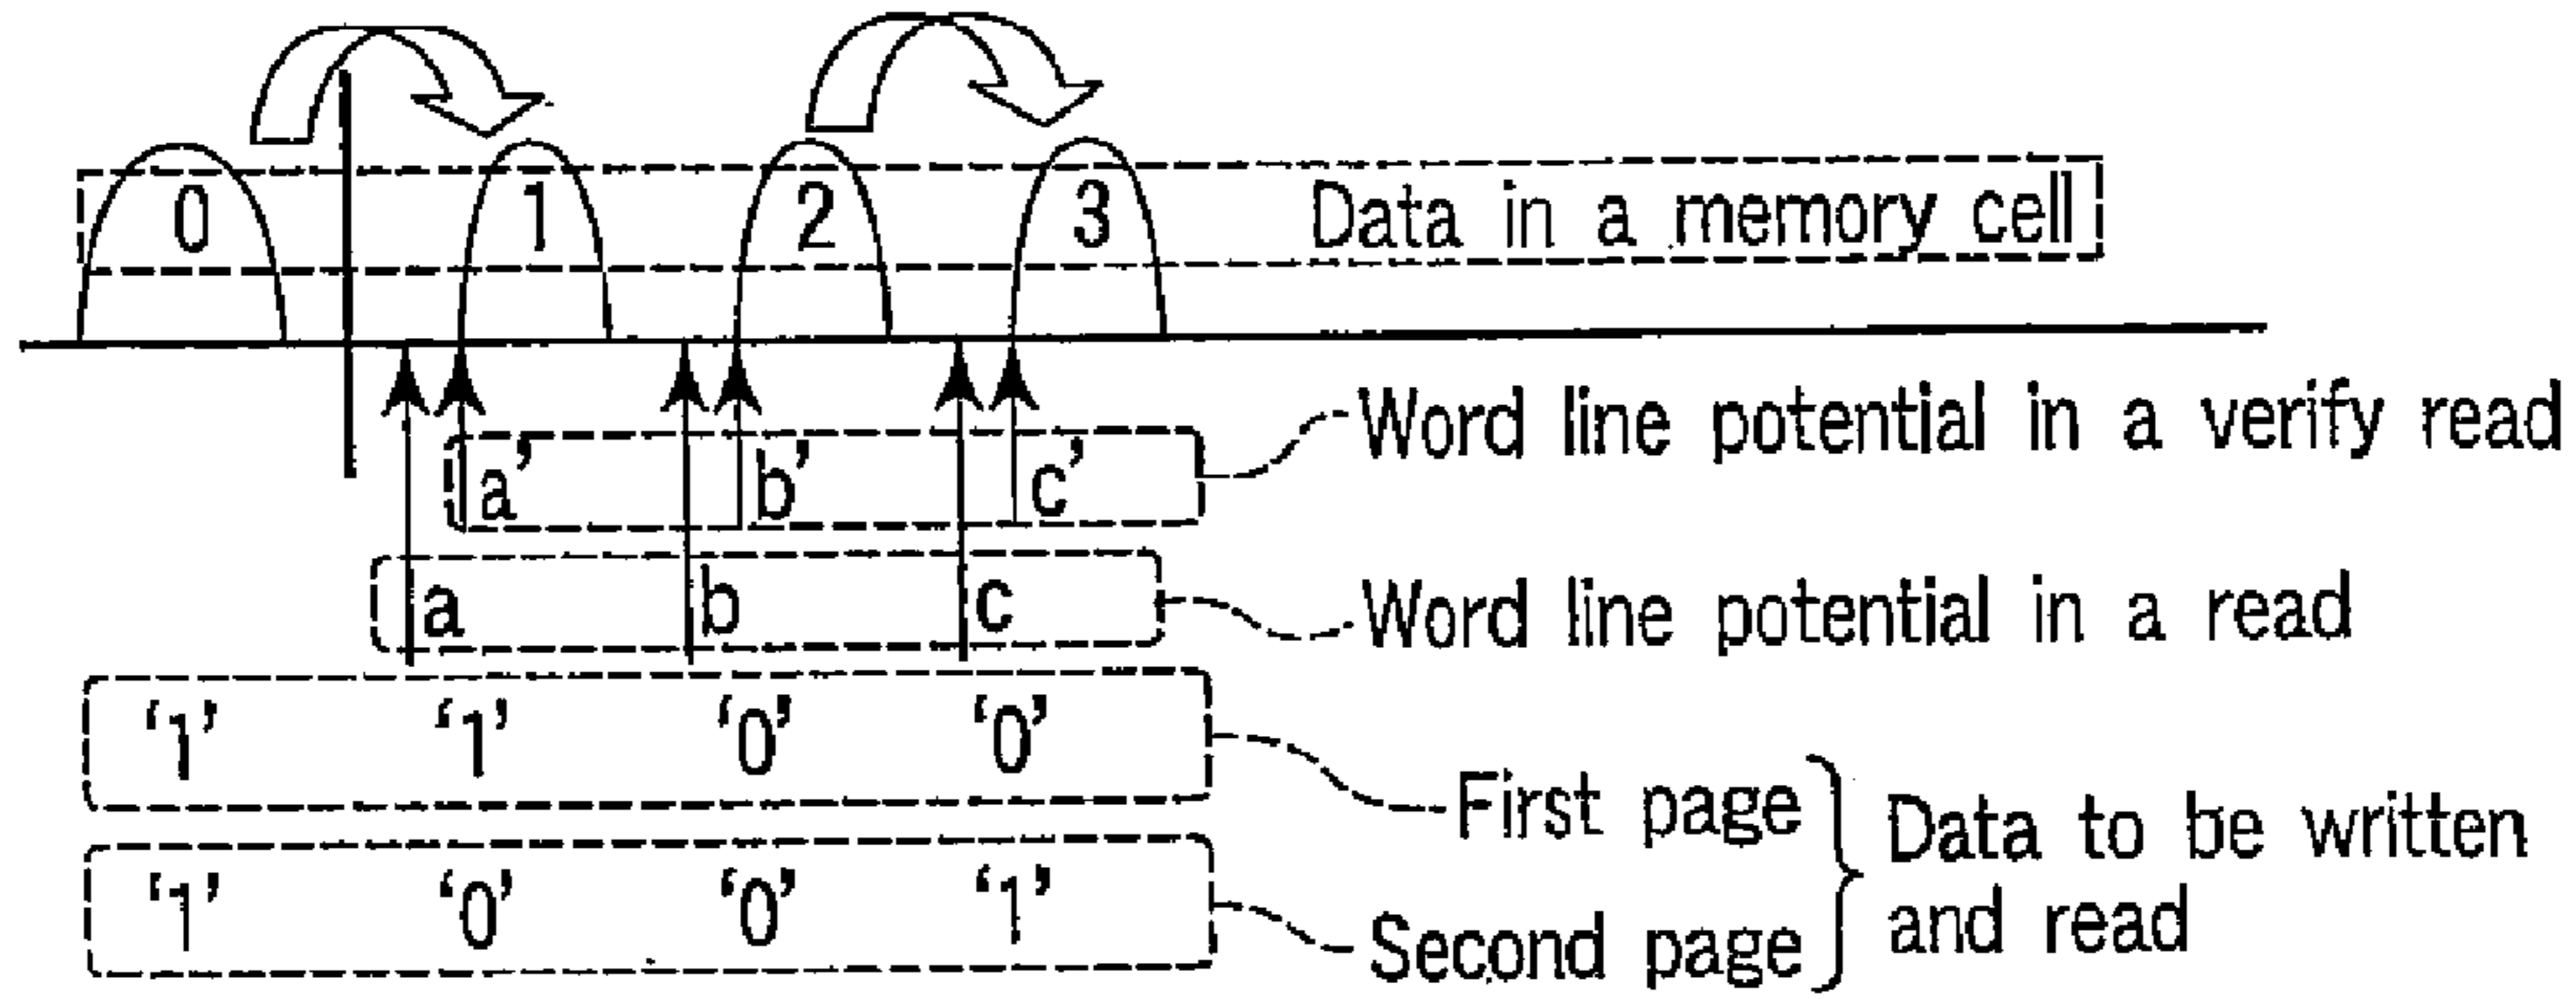 0 1 2 3 Data in a memory cell
a’ b’ c’ Word line potential in a verify read
a b c Word line potential in a read
‘1’ ‘1’ ‘0’ ‘0’ First page
‘1’ ‘0’ ‘0’ ‘1’ Second page
Data to be written
and read